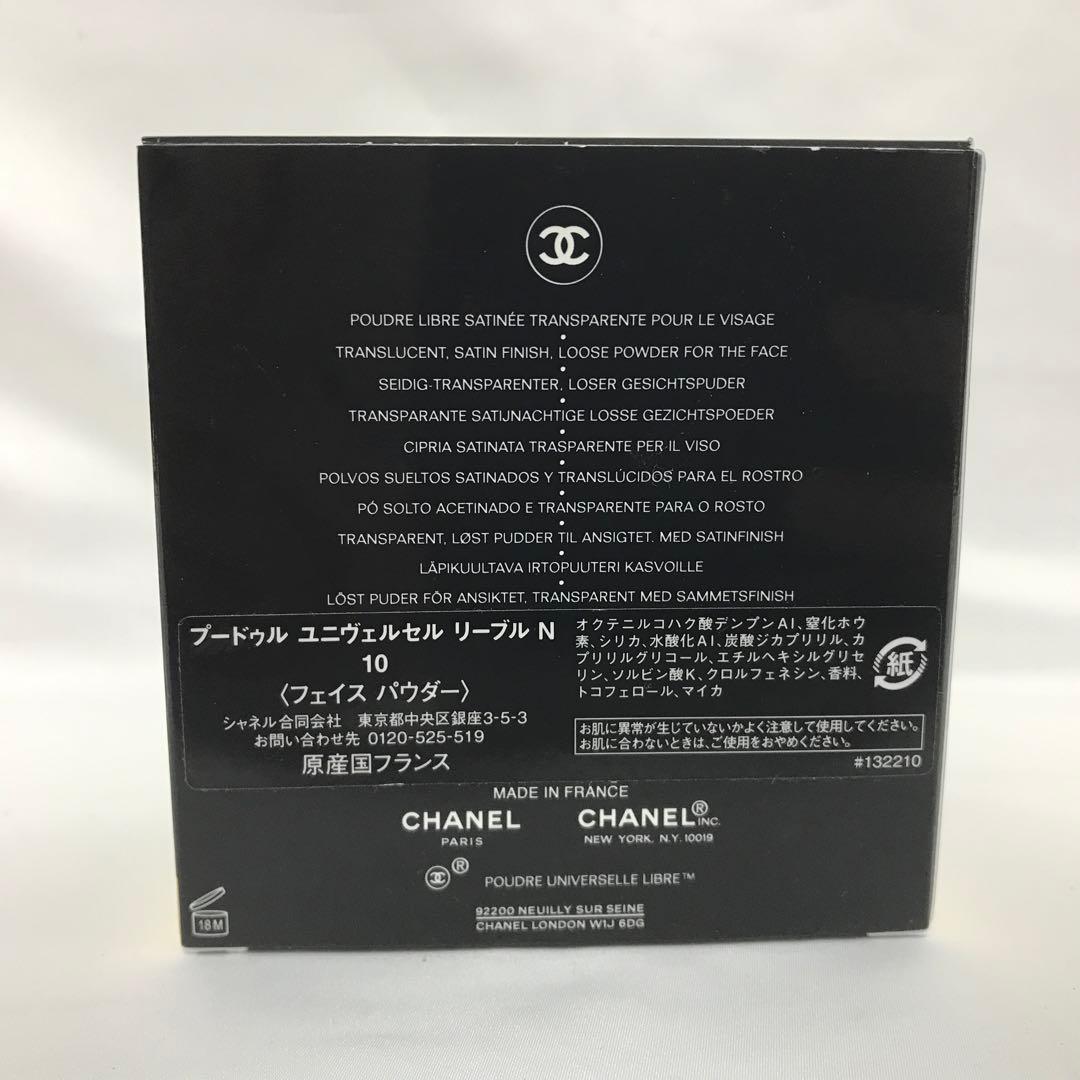 POUDRE LIBRE SATINÉE TRANSPARENTE POUR LE VISAGE
TRANSLUCENT, SATIN FINISH, LOOSE POWDER FOR THE FACE
SEIDIG-TRANSPARENTER, LOSER GESICHTSPUDER
TRANSPARANTE SATIJNACHTIGE LOSSE GEZICHTSPOEDER
CIPRIA SATINATA TRASPARENTE PER IL VISO
POLVOS SUELTOS SATINADOS Y TRANSLÚCIDOS PARA EL ROSTRO
PÓ SOLTO ACETINADO E TRANSPARENTE PARA O ROSTO
TRANSPARENT, LØST PUDDER TIL ANSIGTET. MED SATINFINISH
LÄPIKUULTAVA IRTOPUUTERI KASVOILLE
LÖST PUDER FÖR ANSIKTET, TRANSPARENT MED SAMMETSFINISH
プードゥル ユニヴェルセル リーブル N
10
〈フェイス パウダー〉
シャネル合同会社 東京都中央区銀座3-5-3
お問い合わせ先 0120-525-519
原産国フランス
オクテニルコハク酸デンプンAl、窒化ホウ
素、シリカ、水酸化Al、炭酸ジカプリリル、カ
プリリルグリコール、エチルヘキシルグリセ
リン、ソルビン酸K、クロルフェネシン、香料、
トコフェロール、マイカ
紙
お肌に異常が生じていないかよく注意して使用してください。
お肌に合わないときは、ご使用をおやめください。
#132210
MADE IN FRANCE
CHANEL
PARIS
CHANEL® INC.
NEW YORK, N.Y. 10019
®
POUDRE UNIVERSELLE LIBRE™
92200 NEUILLY SUR SEINE
CHANEL LONDON W1J 6DG
18M